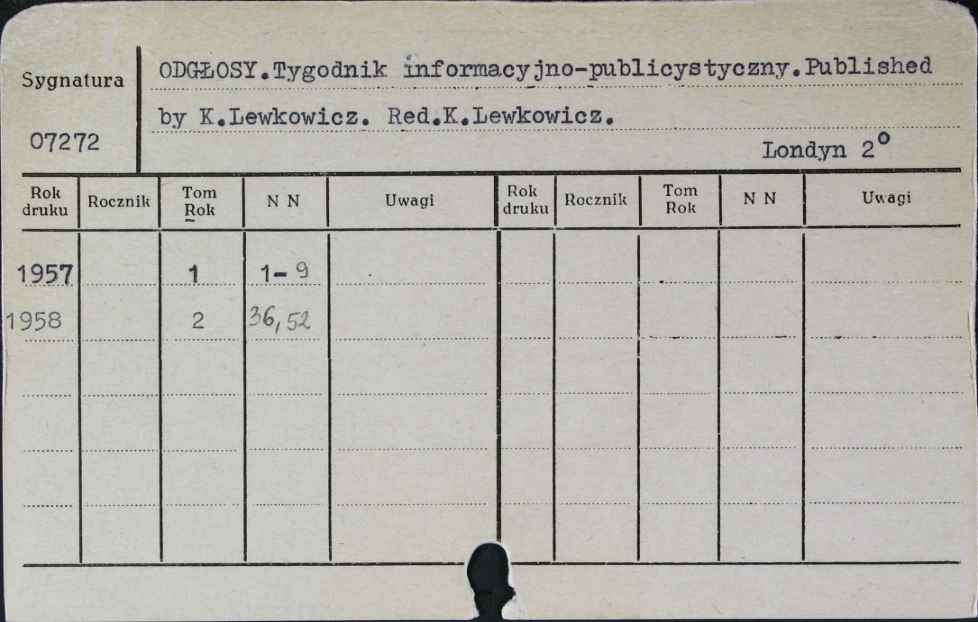 Sygnatura
07272
ODGŁOSY.Tygodnik informacyjno-publicystyczny.Published
by K.Lewkowicz. Red.K.Lewkowicz.
Londyn 2°
Rok druku Rocznik Tom Rok N N Uwagi Rok druku Rocznik Tom Rok N N Uwagi
1957 1 1-9
1958 2 36,52